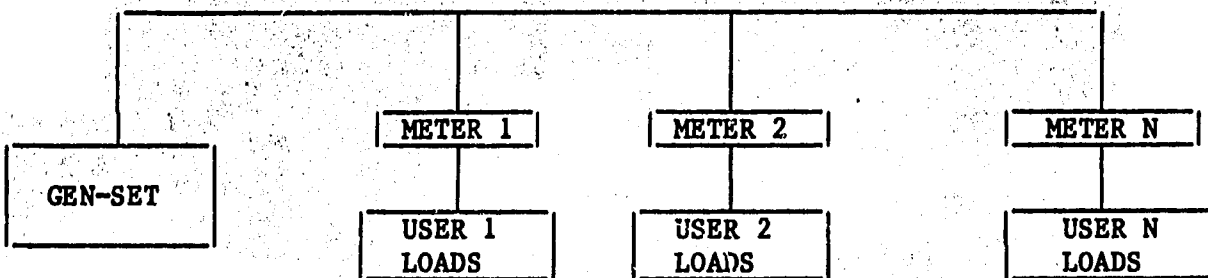 METER 1
METER 2
METER N
GEN-SET
USER 1
LOADS
USER 2
LOADS
USER N
LOADS